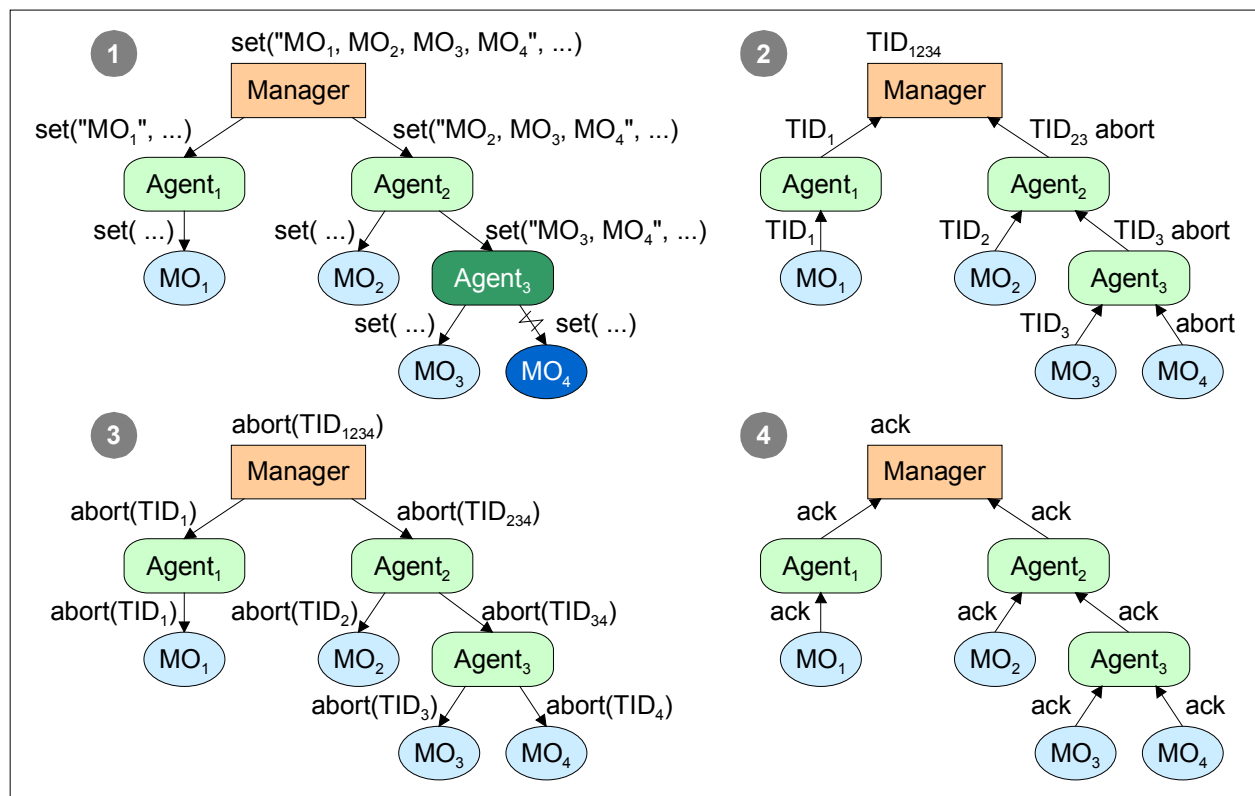 1
set("MO₁, MO₂, MO₃, MO₄", ...)
Manager
set("MO₁", ...)
set("MO₂, MO₃, MO₄", ...)
Agent₁
Agent₂
set( ...)
set( ...)
set("MO₃, MO₄", ...)
MO₁
MO₂
Agent₃
set( ...)
set( ...)
MO₃
MO₄
2
TID₁₂₃₄
Manager
TID₁
TID₂₃ abort
Agent₁
Agent₂
TID₁
TID₂
TID₃ abort
MO₁
MO₂
Agent₃
TID₃
abort
MO₃
MO₄
3
abort(TID₁₂₃₄)
Manager
abort(TID₁)
abort(TID₂₃₄)
Agent₁
Agent₂
abort(TID₁)
abort(TID₂)
abort(TID₃₄)
MO₁
MO₂
Agent₃
abort(TID₃)
abort(TID₄)
MO₃
MO₄
4
ack
Manager
ack
ack
Agent₁
Agent₂
ack
ack
ack
MO₁
MO₂
Agent₃
ack
ack
MO₃
MO₄